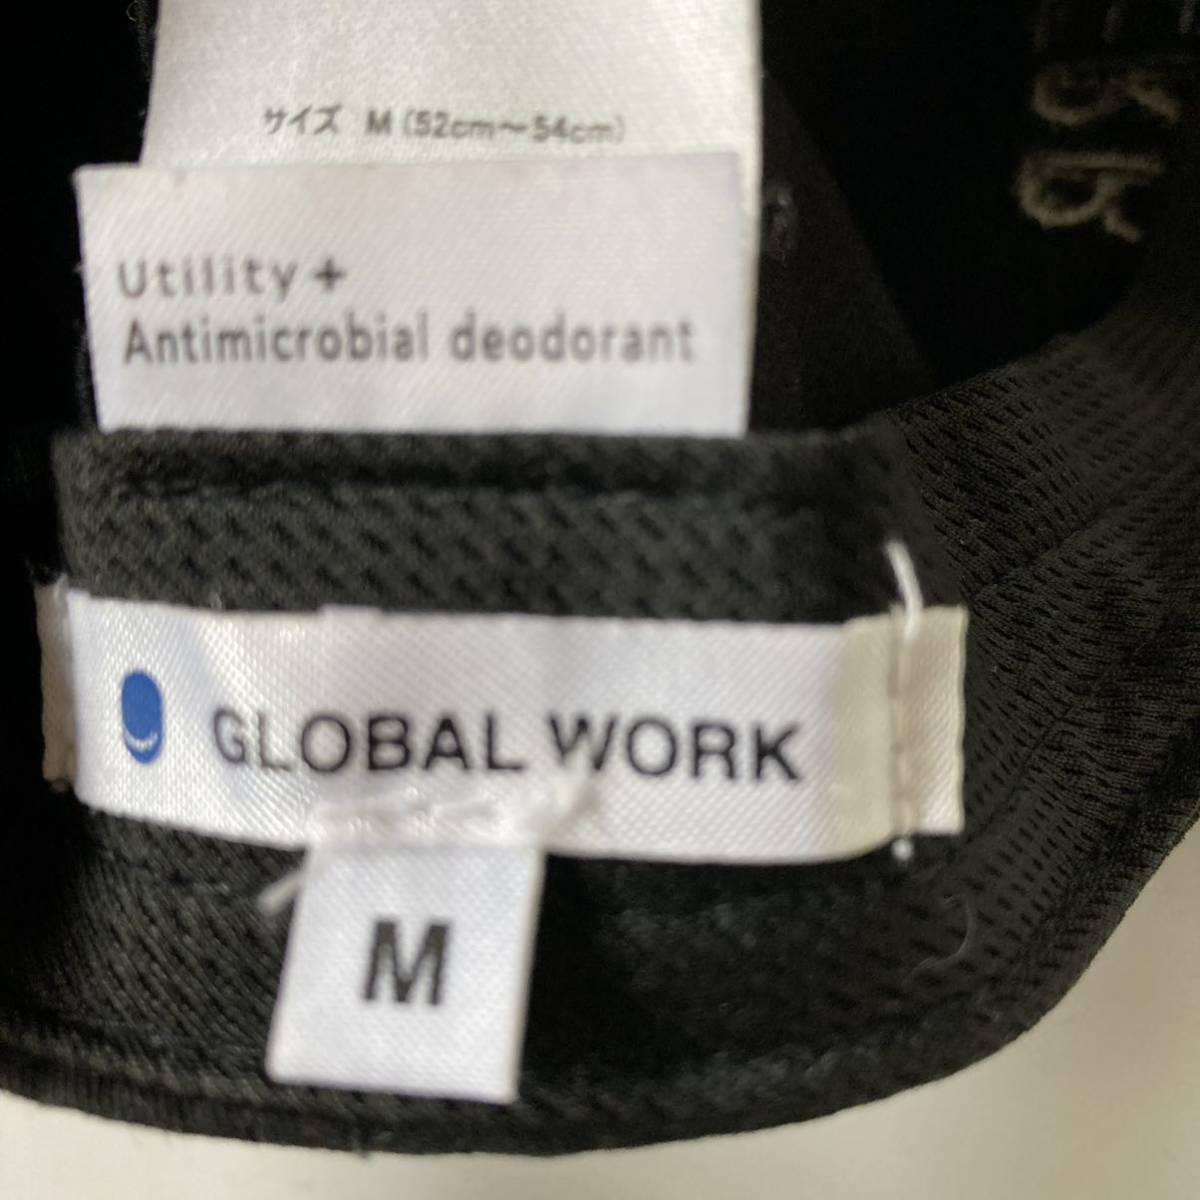 サイズ M (52cm～54cm)
Utility+
Antimicrobial deodorant
GLOBAL WORK
M